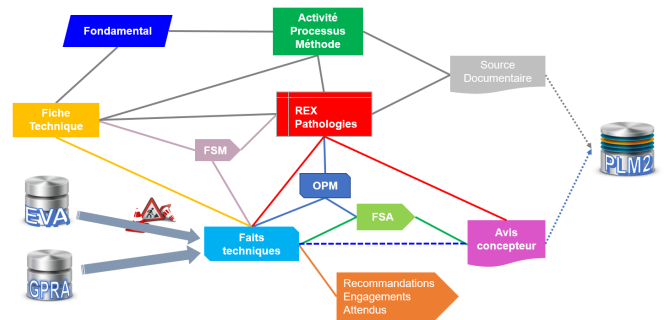 Activité
Processus
Méthode
Fondamental
Source
Documentaire
Fiche
Technique
REX
Pathologies
FSM
PLM2
OPM
EVA
FSA
Faits
techniques
Avis
concepteur
GPRA
Recommandations
Engagements
Attendus